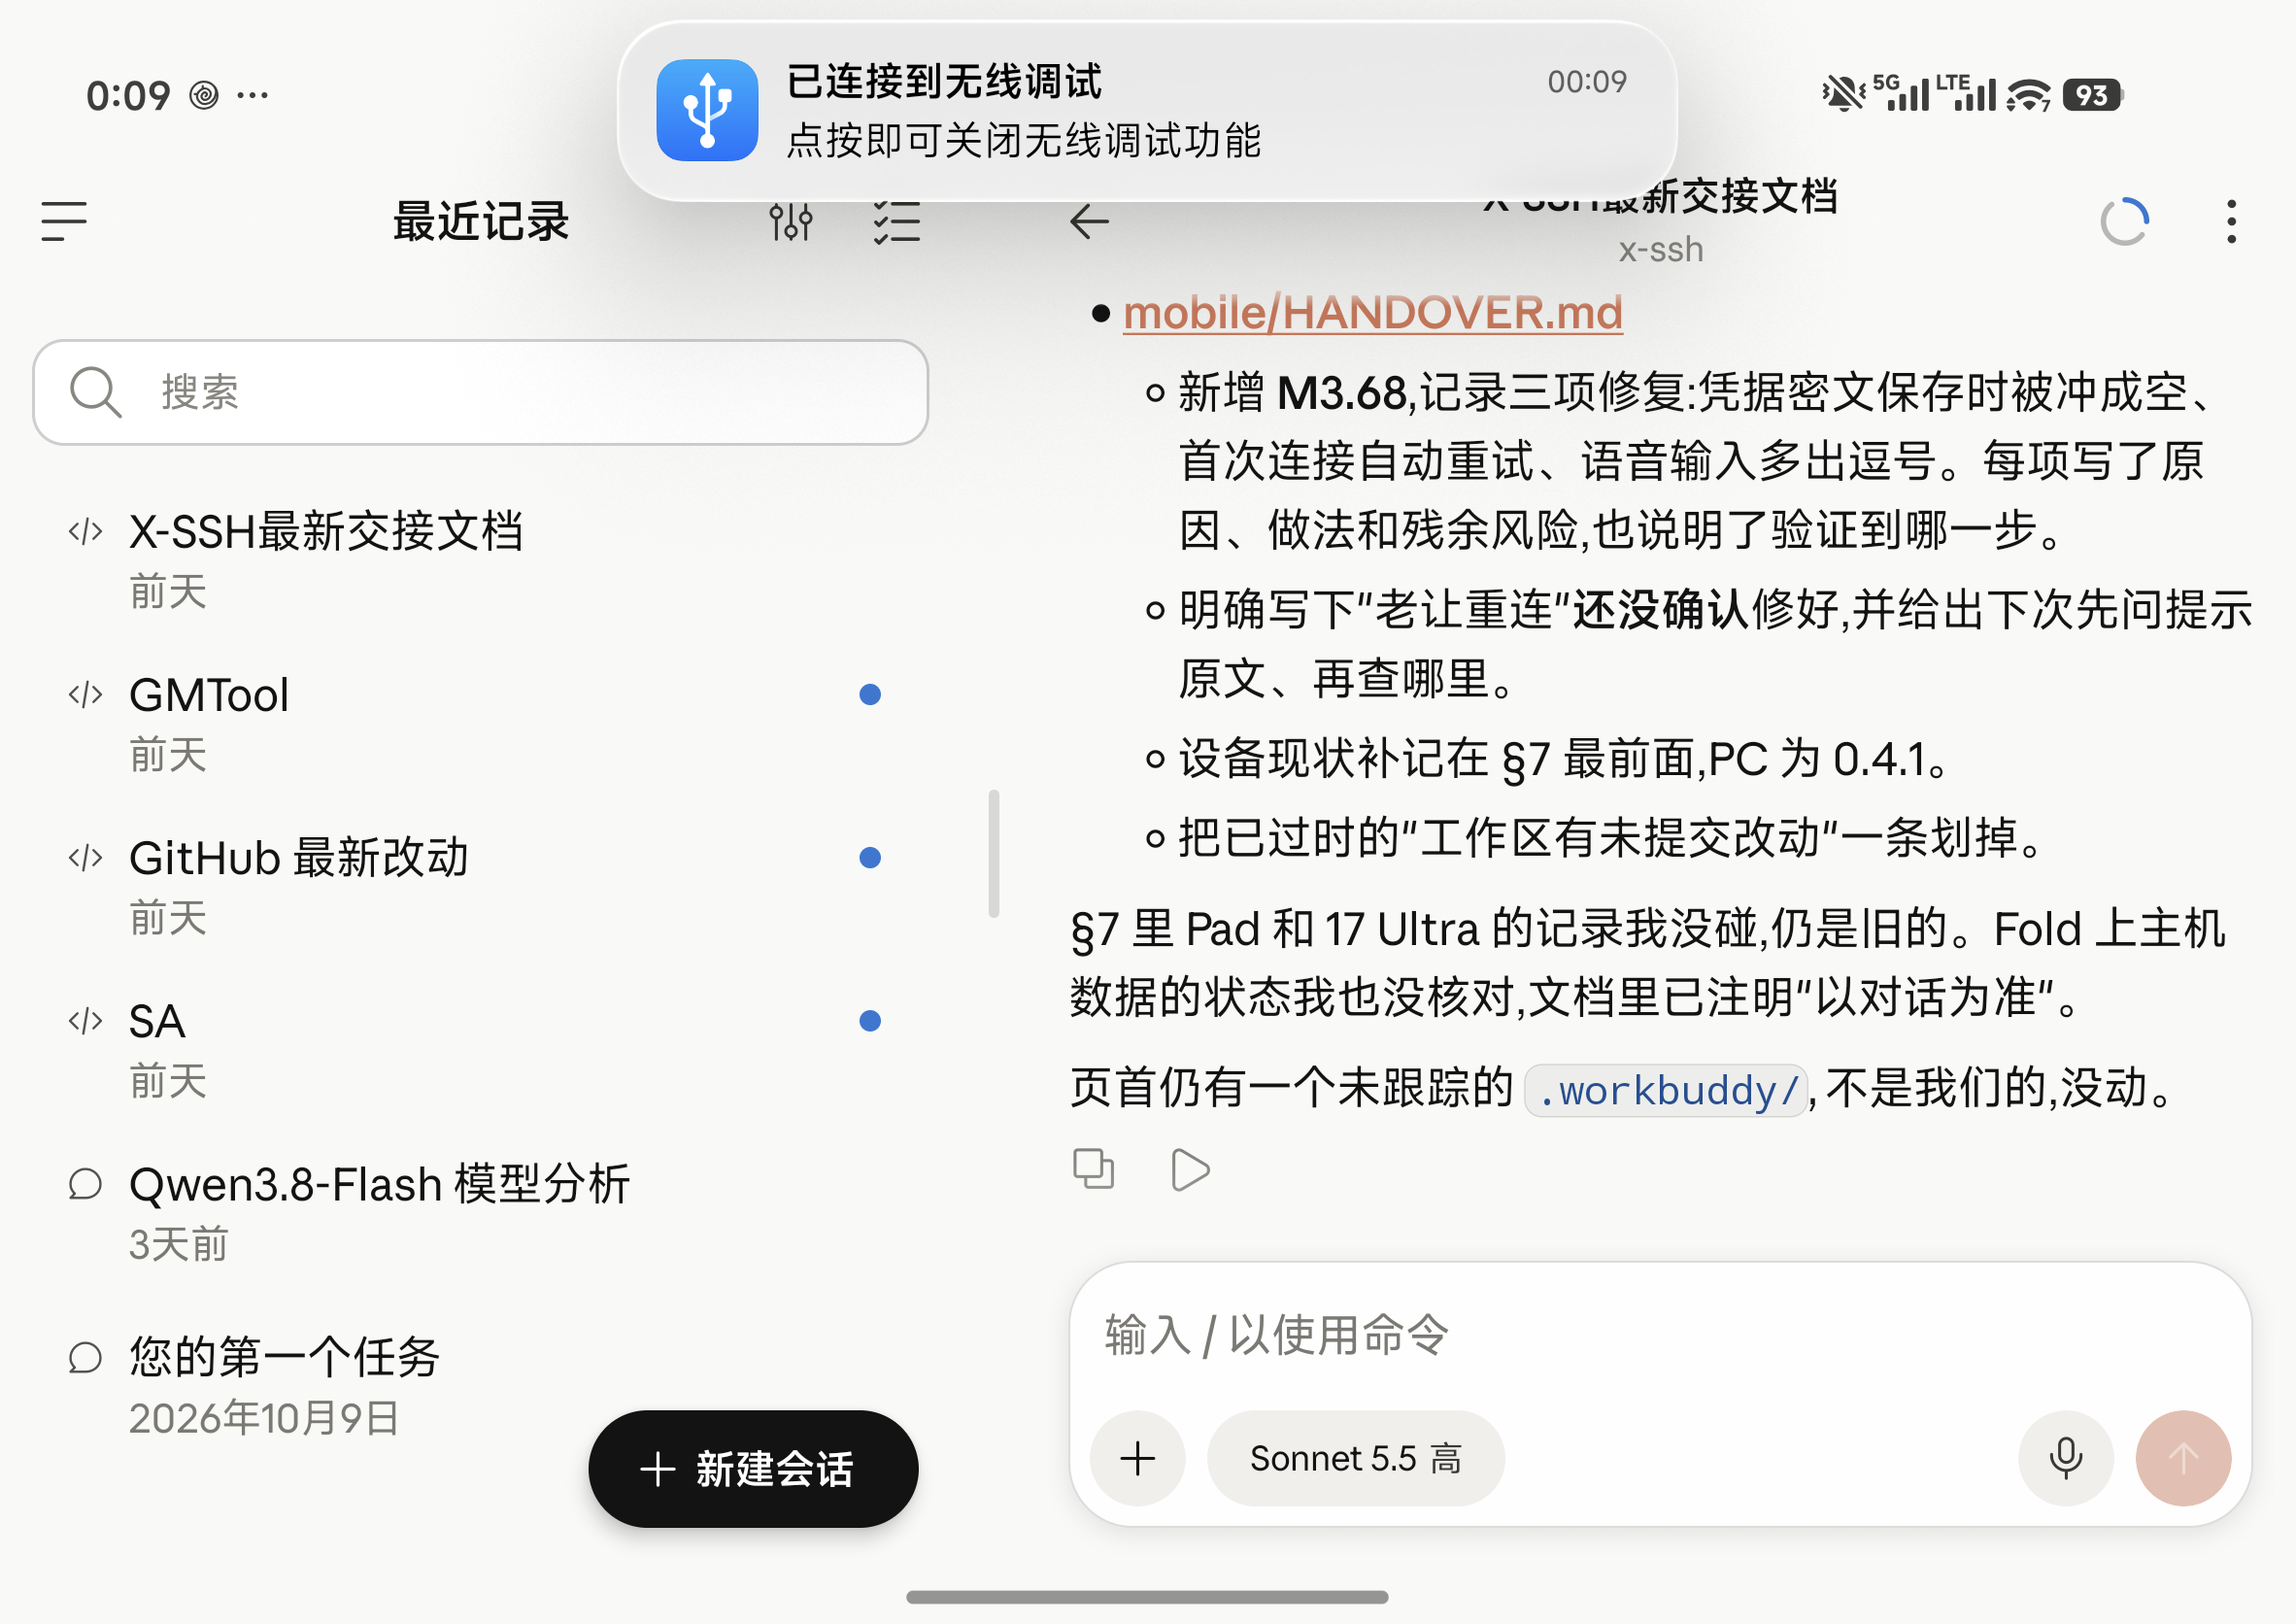 0:09
已连接到无线调试
00:09
点按即可关闭无线调试功能
5G
LTE
7
93
最近记录
搜索
X-SSH最新交接文档
前天
GMTool
前天
GitHub 最新改动
前天
SA
前天
Qwen3.8-Flash 模型分析
3天前
您的第一个任务
2026年10月9日
新建会话
X-SSH最新交接文档
x-ssh
mobile/HANDOVER.md
新增 M3.68,记录三项修复:凭据密文保存时被冲成空、
首次连接自动重试、语音输入多出逗号。每项写了原
因、做法和残余风险,也说明了验证到哪一步。
明确写下"老让重连"还没确认修好,并给出下次先问提示
原文、再查哪里。
设备现状补记在 §7 最前面,PC 为 0.4.1。
把已过时的"工作区有未提交改动"一条划掉。
§7 里 Pad 和 17 Ultra 的记录我没碰,仍是旧的。Fold 上主机
数据的状态我也没核对,文档里已注明"以对话为准"。
页首仍有一个未跟踪的 .workbuddy/, 不是我们的,没动。
输入 / 以使用命令
Sonnet 5.5 高